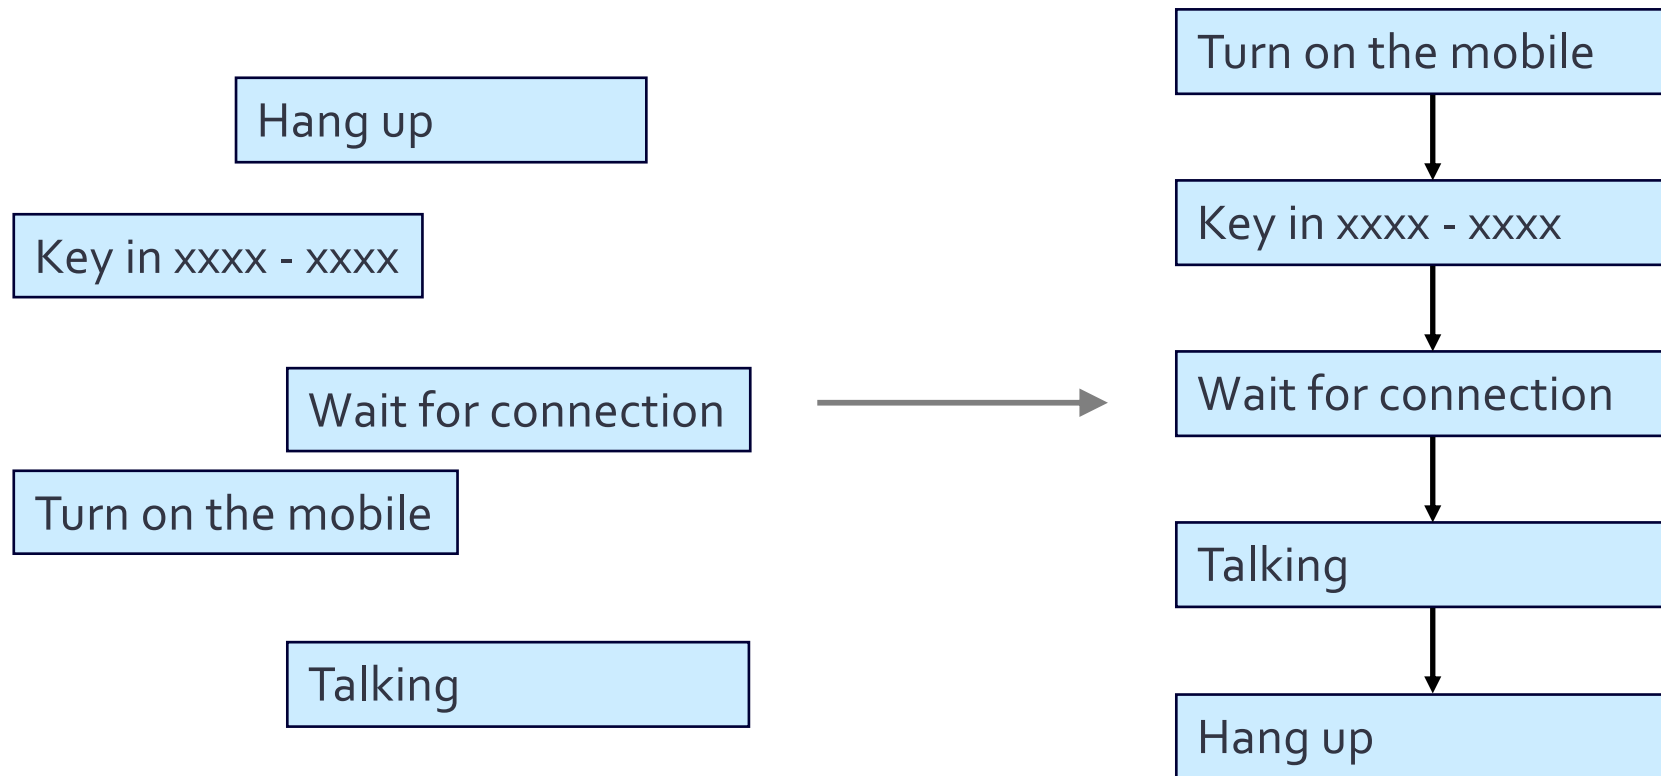 Hang up
Key in xxxx - xxxx
Wait for connection
Turn on the mobile
Talking
Turn on the mobile
Key in xxxx - xxxx
Wait for connection
Talking
Hang up